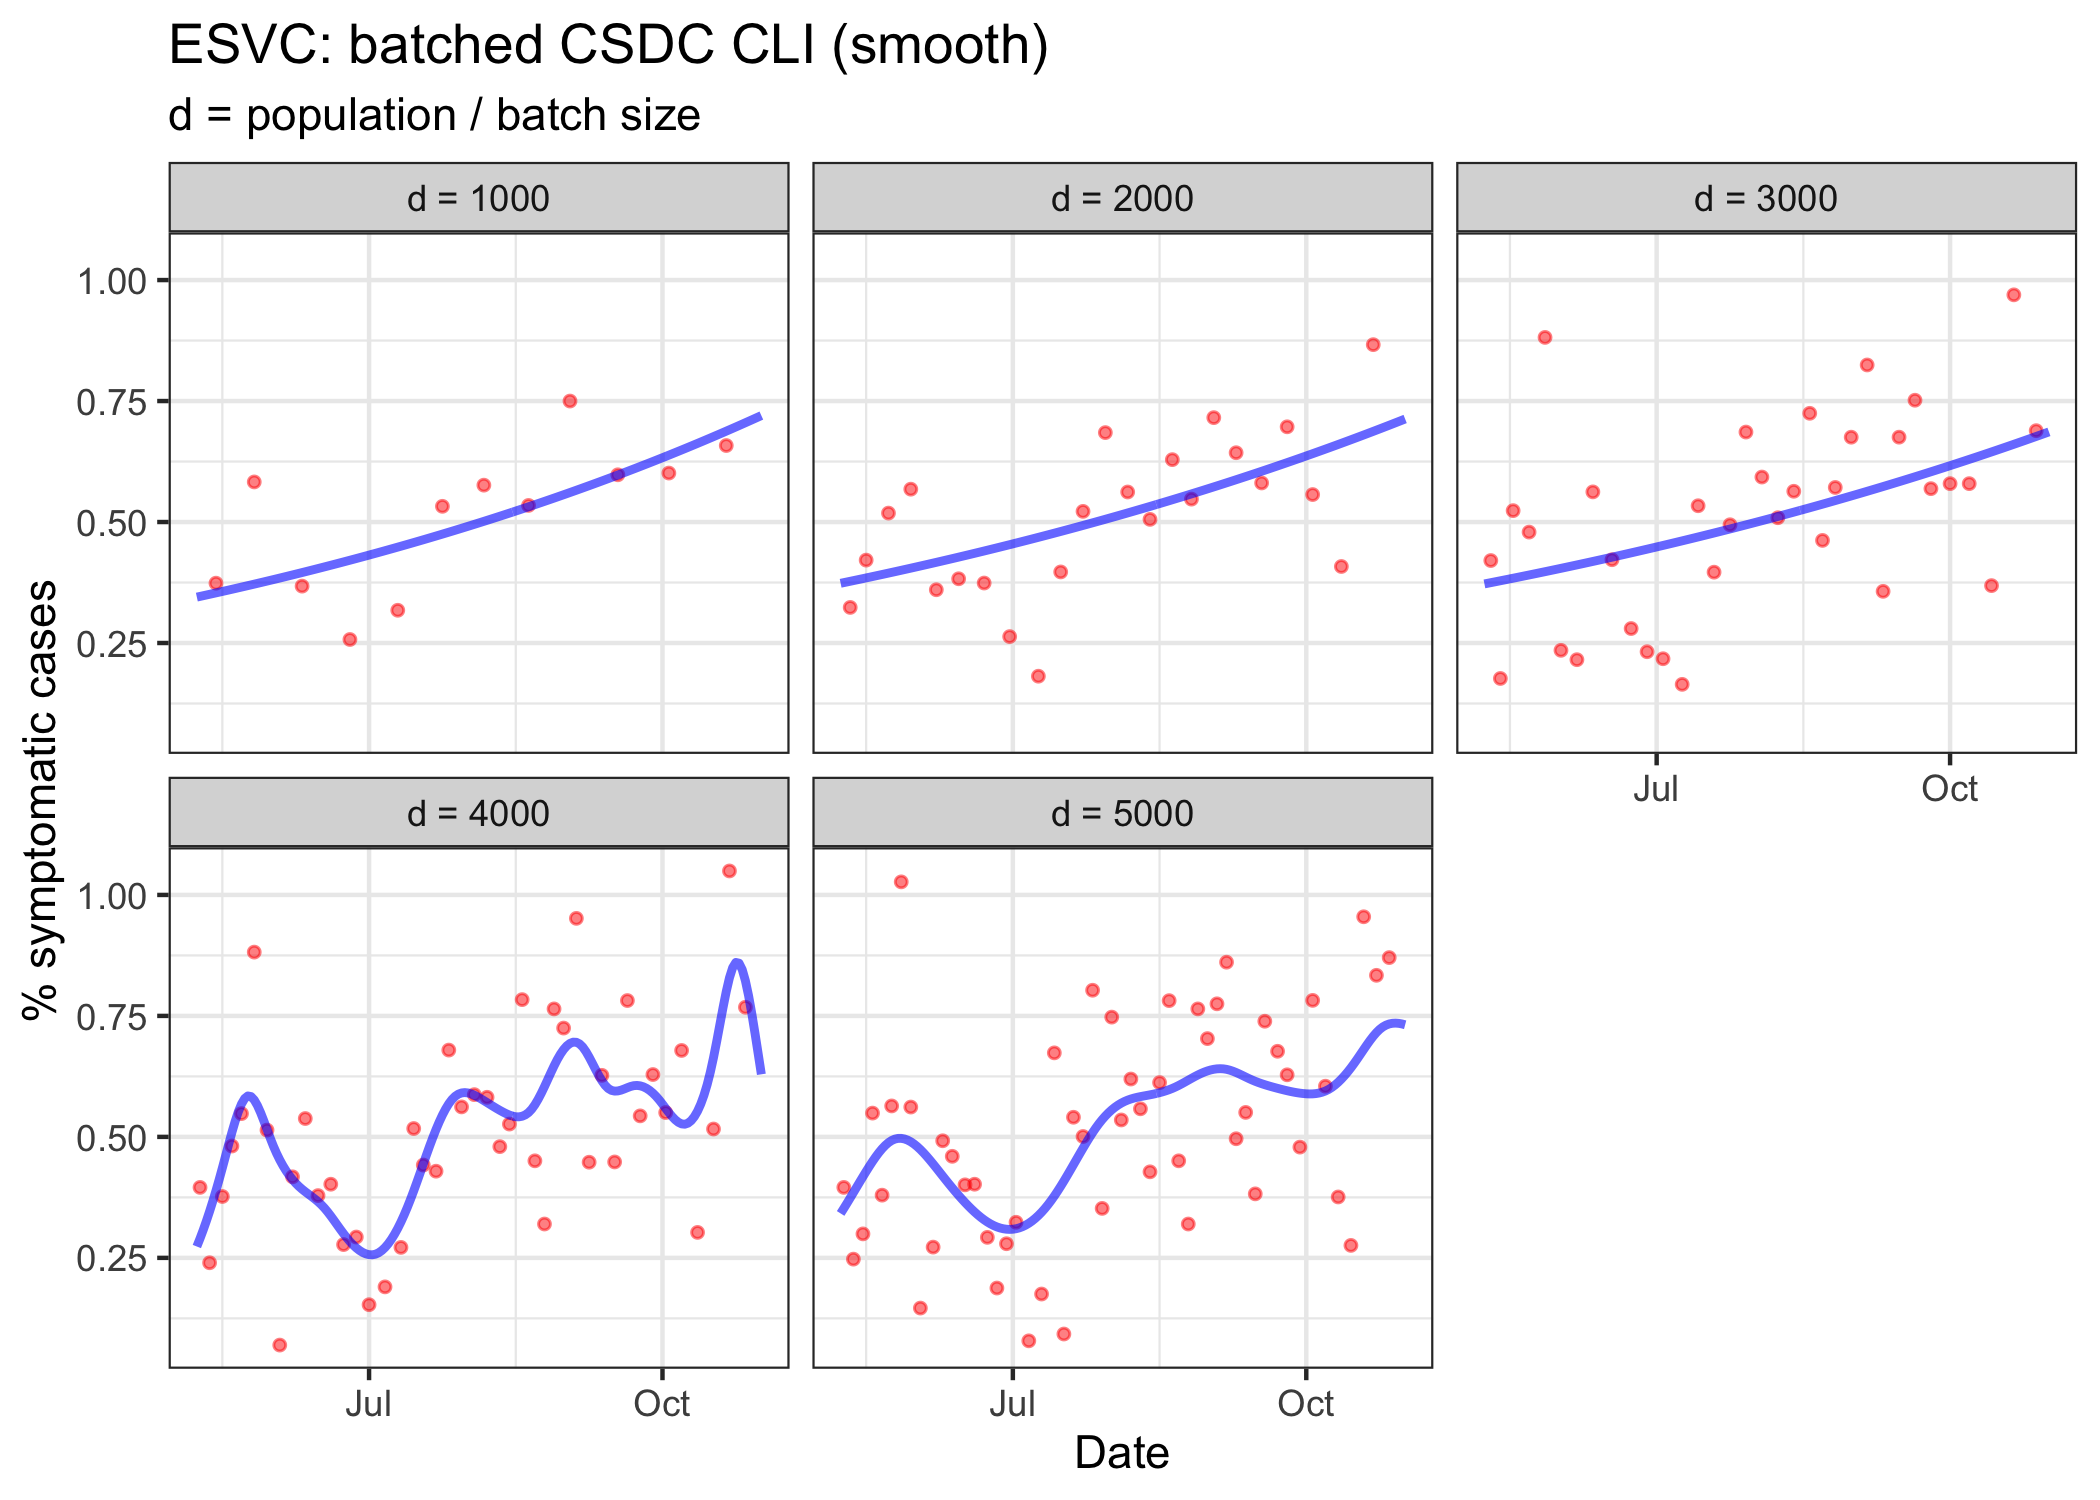 ESVC: batched CSDC CLI (smooth)
d = population / batch size
d = 1000
d = 2000
d = 3000
1.00
0.75
0.50
0.25
Jul
Oct
d = 4000
d = 5000
1.00
0.75
0.50
0.25
Jul
Oct
Jul
Oct
% symptomatic cases
Date